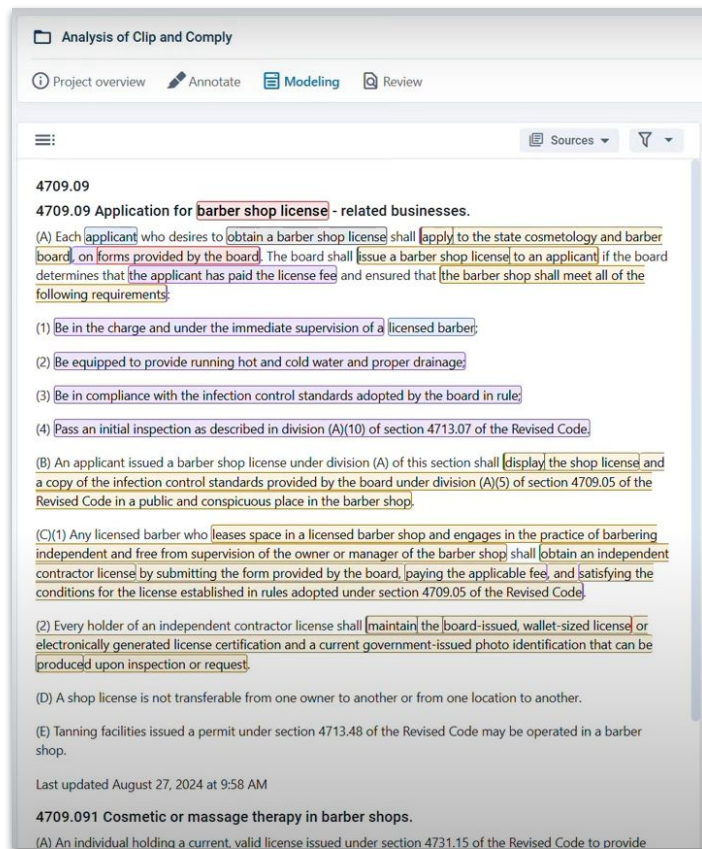 Analysis of Clip and Comply
Project overview Annotate Modeling Review
Sources
4709.09
4709.09 Application for barber shop license - related businesses.
(A) Each applicant who desires to obtain a barber shop license shall apply to the state cosmetology and barber
board, on forms provided by the board. The board shall issue a barber shop license to an applicant if the board
determines that the applicant has paid the license fee and ensured that the barber shop shall meet all of the
following requirements:
(1) Be in the charge and under the immediate supervision of a licensed barber;
(2) Be equipped to provide running hot and cold water and proper drainage;
(3) Be in compliance with the infection control standards adopted by the board in rule;
(4) Pass an initial inspection as described in division (A)(10) of section 4713.07 of the Revised Code.
(B) An applicant issued a barber shop license under division (A) of this section shall display the shop license and
a copy of the infection control standards provided by the board under division (A)(5) of section 4709.05 of the
Revised Code in a public and conspicuous place in the barber shop.
(C)(1) Any licensed barber who leases space in a licensed barber shop and engages in the practice of barbering
independent and free from supervision of the owner or manager of the barber shop shall obtain an independent
contractor license by submitting the form provided by the board, paying the applicable fee, and satisfying the
conditions for the license established in rules adopted under section 4709.05 of the Revised Code.
(2) Every holder of an independent contractor license shall maintain the board-issued, wallet-sized license or
electronically generated license certification and a current government-issued photo identification that can be
produced upon inspection or request.
(D) A shop license is not transferable from one owner to another or from one location to another.
(E) Tanning facilities issued a permit under section 4713.48 of the Revised Code may be operated in a barber
shop.
Last updated August 27, 2024 at 9:58 AM
4709.091 Cosmetic or massage therapy in barber shops.
(A) An individual holding a current, valid license issued under section 4731.15 of the Revised Code to provide